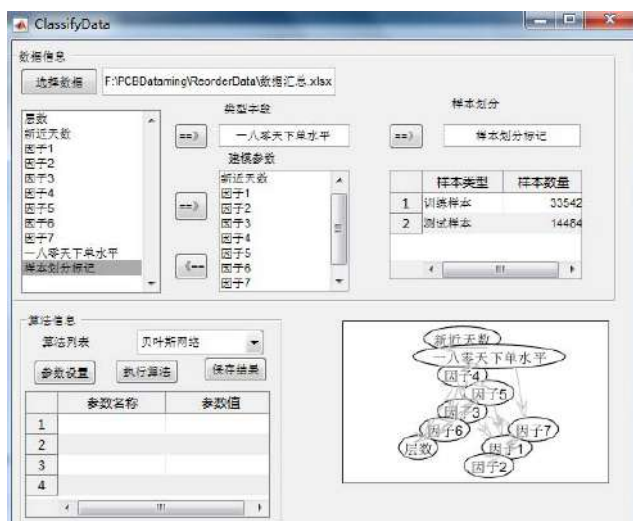 ClassifyData
数据信息
选择数据
F:\PCBDataming\ReorderData\数据汇总.xlsx
层数
新近天数
因子1
因子2
因子3
因子4
因子5
因子6
因子7
一八零天下单水平
样本划分标记
==》
==》
《==
类型字段
一八零天下单水平
建模参数
新近天数
因子1
因子2
因子3
因子4
因子5
因子6
因子7
==》
样本划分
样本划分标记
样本类型 样本数量
1 训练样本 33542
2 测试样本 14484
算法信息
算法列表
贝叶斯网络
参数设置
执行算法
保存结果
参数名称 参数值
1
2
3
4
新近天数
一八零天下单水平
因子4
因子5
因子3
因子6
因子7
层数
因子1
因子2